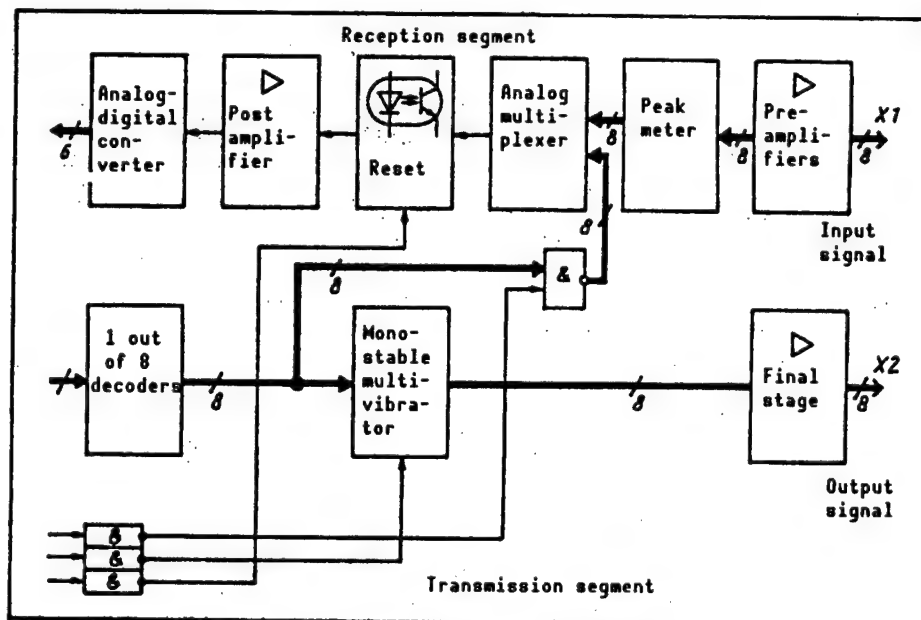 Reception segment
Analog-
digital
con-
verter
Post
ampli-
fier
Reset
Analog
multi-
plexer
Peak
meter
Pre-
ampli-
fiers
X1
6
8
8
8
Input
signal
8
8
&
1 out
of 8
decoders
8
Mono-
stable
multi-
vibra-
tor
8
Final
stage
X2
8
Output
signal
&
&
&
Transmission segment